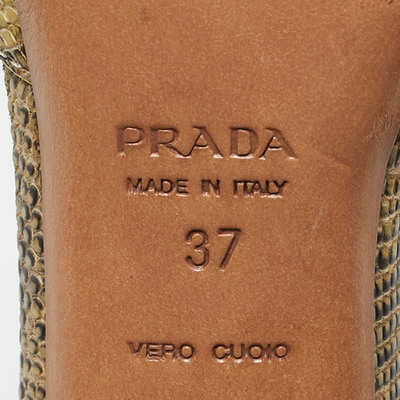 PRADA
MADE IN ITALY
37
VERO CUOIO